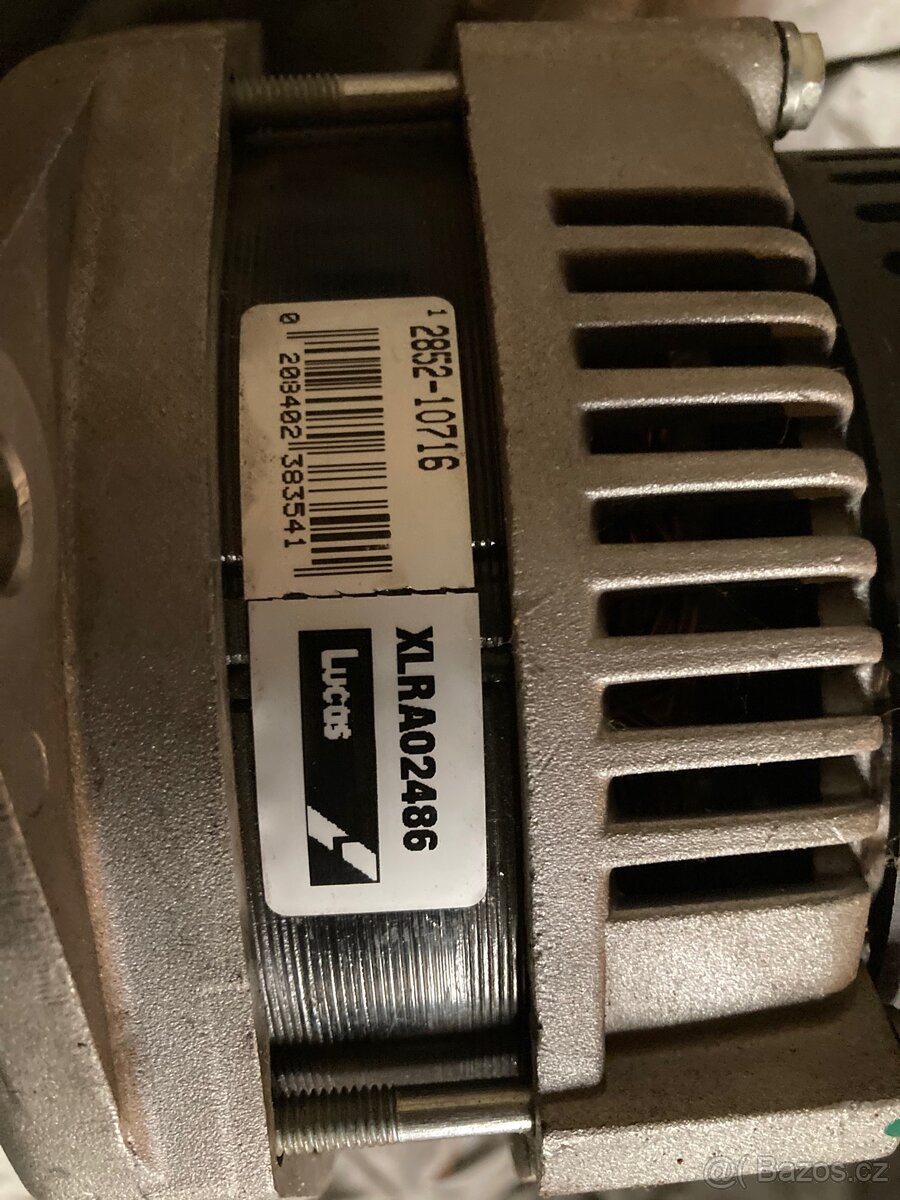 1 2852-10716
0 208402 383541
XLRA02486
Lucas
@ Bazos.cz